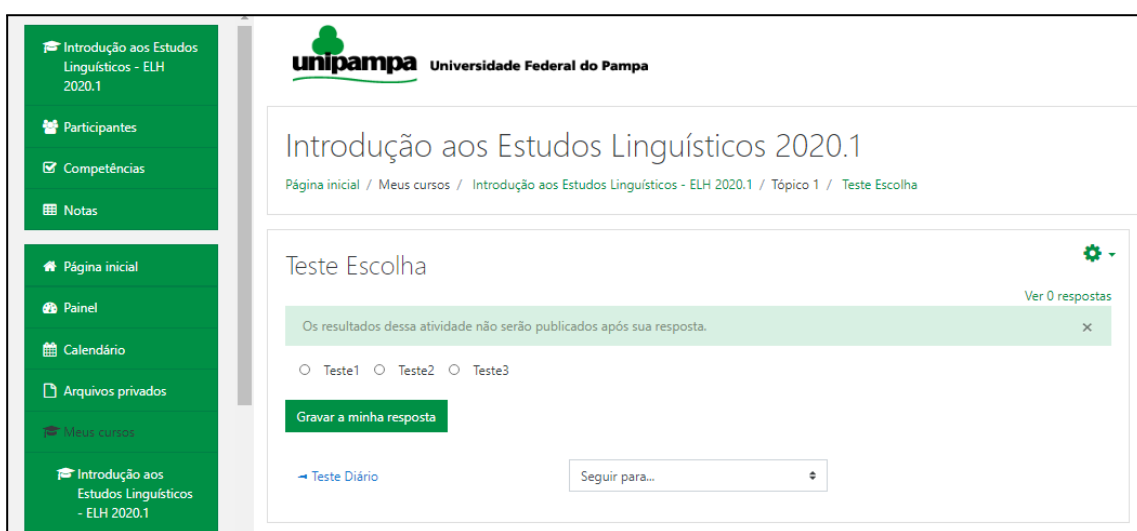 Introdução aos Estudos
Linguísticos - ELH
2020.1
Participantes
Competências
Notas
Página inicial
Painel
Calendário
Arquivos privados
Meus cursos
Introdução aos
Estudos Linguísticos
- ELH 2020.1
unipampa Universidade Federal do Pampa
Introdução aos Estudos Linguísticos 2020.1
Página inicial / Meus cursos / Introdução aos Estudos Linguísticos - ELH 2020.1 / Tópico 1 / Teste Escolha
Teste Escolha
Ver 0 respostas
Os resultados dessa atividade não serão publicados após sua resposta. ×
Teste1 Teste2 Teste3
Gravar a minha resposta
◄ Teste Diário Seguir para...